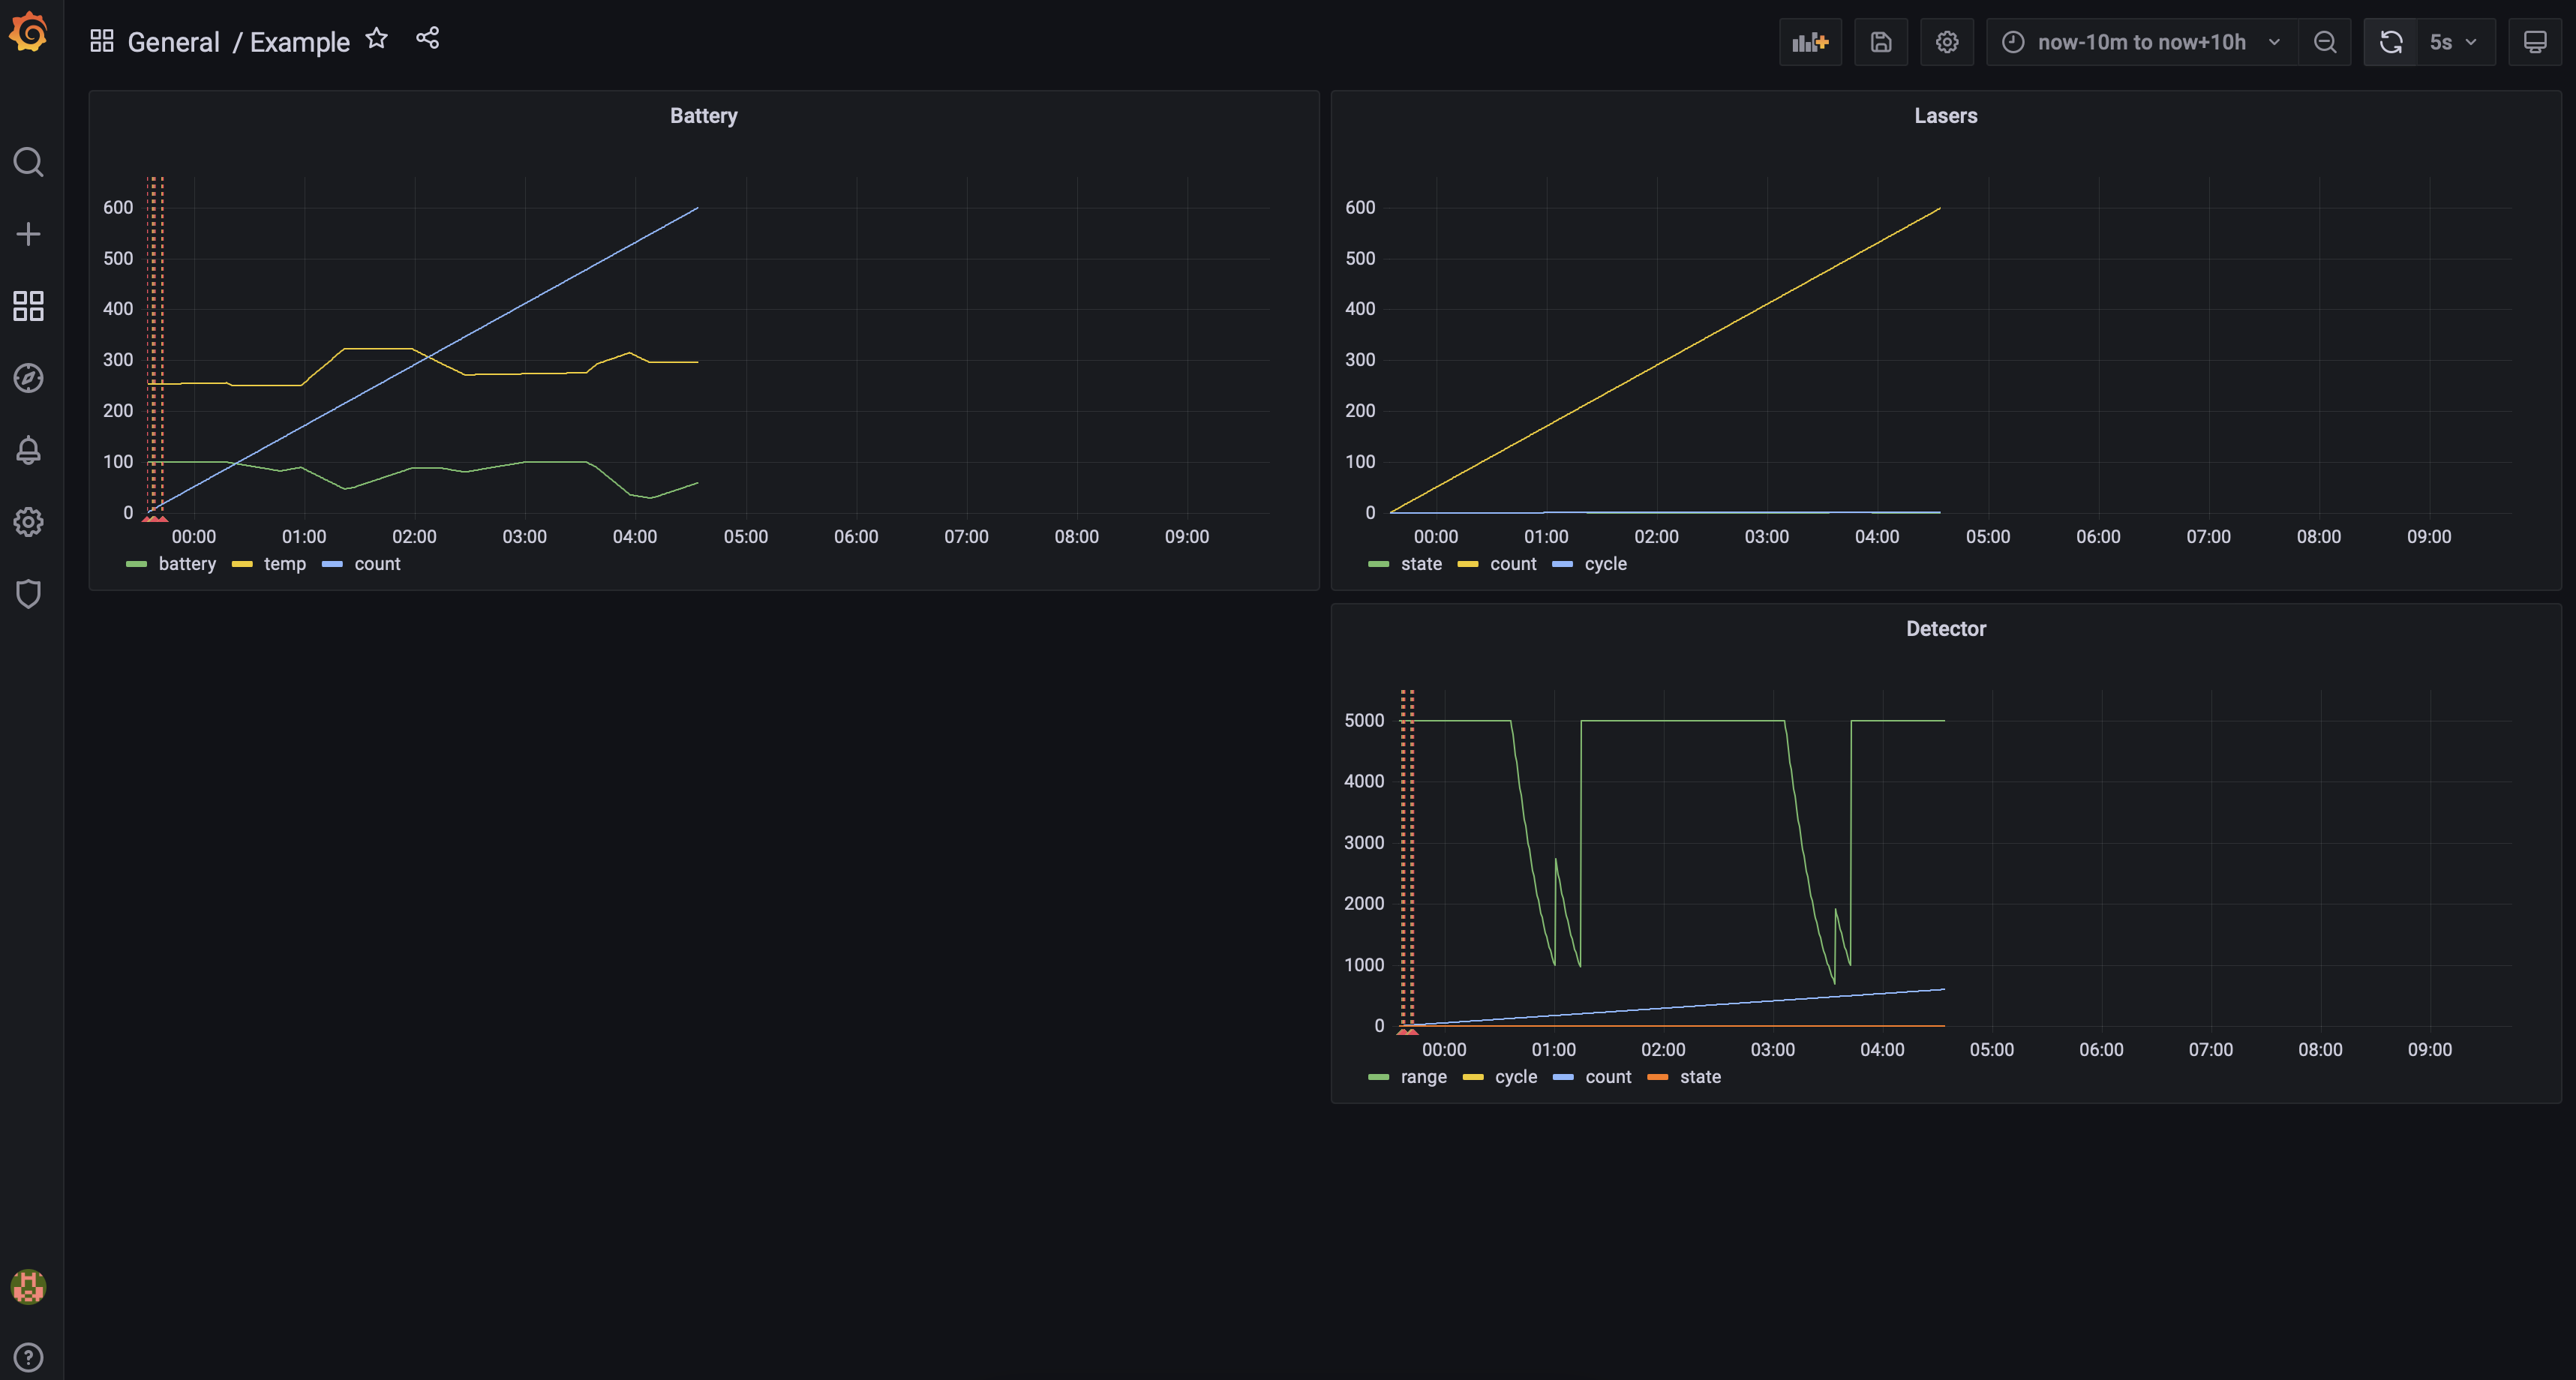 General / Example
now-10m to now+10h
5s
Battery
600
500
400
300
200
100
0
00:00 01:00 02:00 03:00 04:00 05:00 06:00 07:00 08:00 09:00
battery temp count
Lasers
600
500
400
300
200
100
0
00:00 01:00 02:00 03:00 04:00 05:00 06:00 07:00 08:00 09:00
state count cycle
Detector
5000
4000
3000
2000
1000
0
00:00 01:00 02:00 03:00 04:00 05:00 06:00 07:00 08:00 09:00
range cycle count state